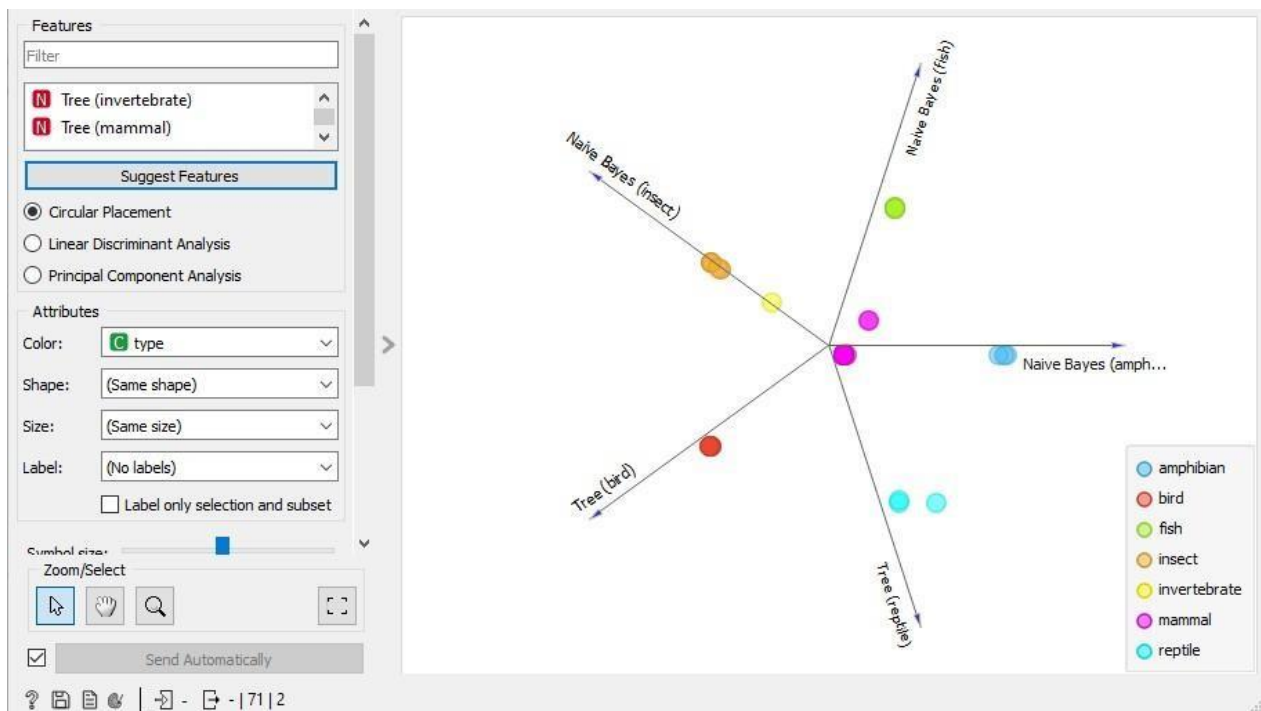 Features
Filter
N Tree (invertebrate)
N Tree (mammal)
Suggest Features
Circular Placement
Linear Discriminant Analysis
Principal Component Analysis
Attributes
Color: C type
Shape: (Same shape)
Size: (Same size)
Label: (No labels)
Label only selection and subset
Symbol size:
Zoom/Select
Send Automatically
? - - | 71 | 2
Naive Bayes (fish)
Naive Bayes (insect)
Naive Bayes (amph...
Tree (bird)
Tree (reptile)
amphibian
bird
fish
insect
invertebrate
mammal
reptile